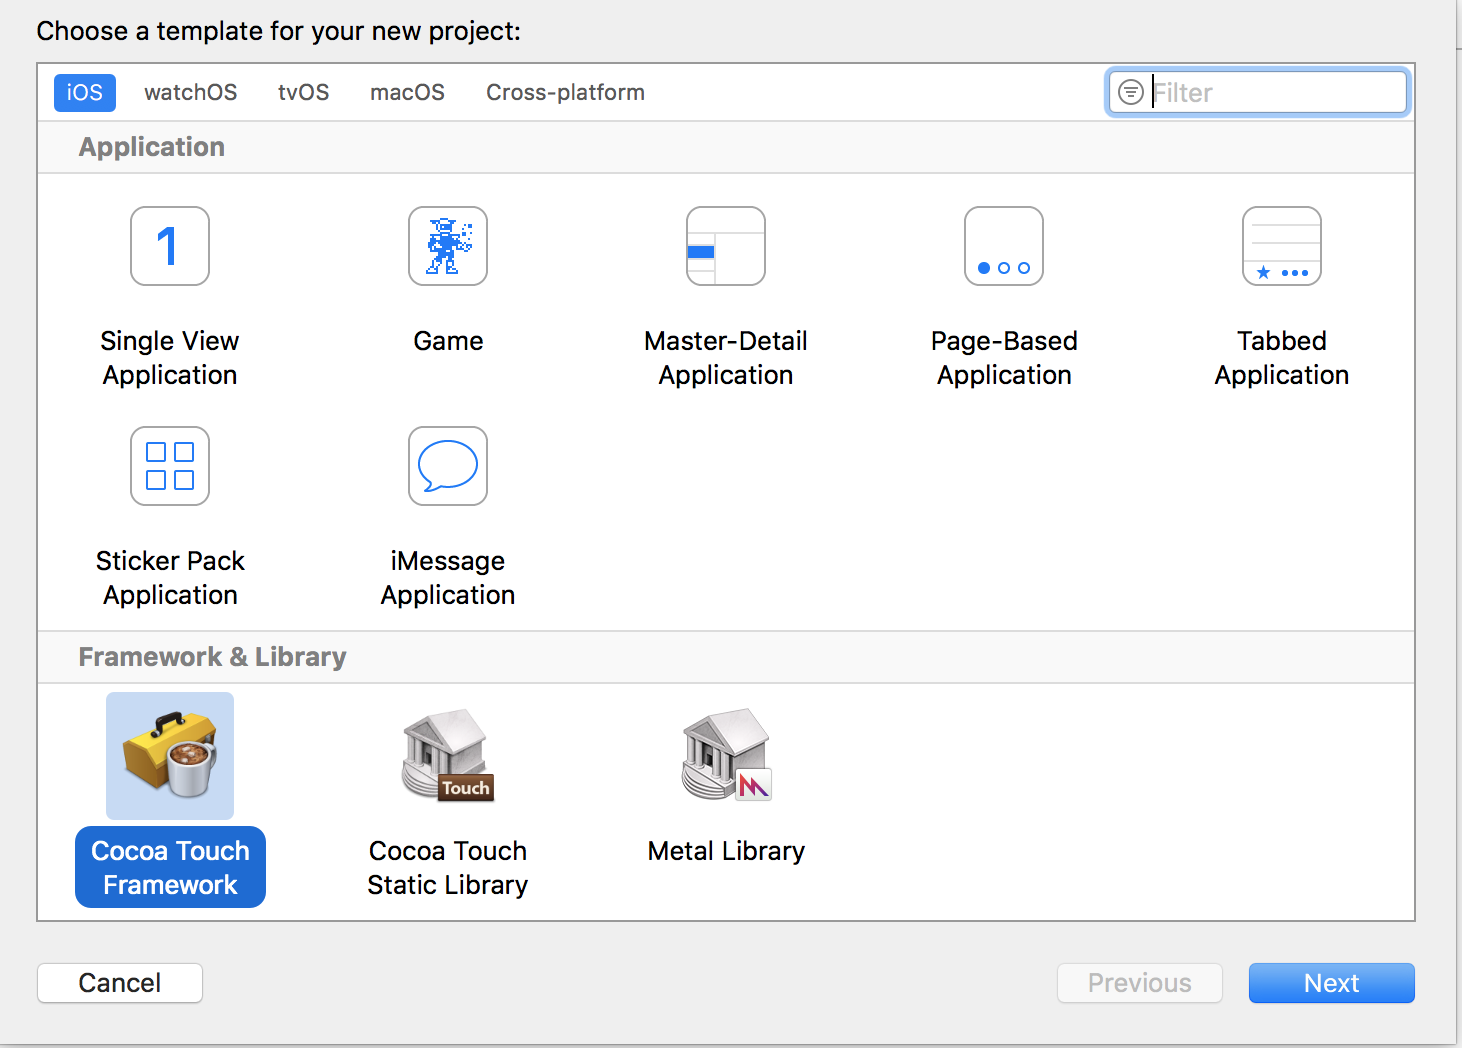 Choose a template for your new project:
iOS watchOS tvOS macOS Cross-platform Filter
Application
1
Single View Application
Game
Master-Detail Application
Page-Based Application
Tabbed Application
Sticker Pack Application
iMessage Application
Framework & Library
Touch
Cocoa Touch Framework
Cocoa Touch Static Library
Metal Library
Cancel Previous Next